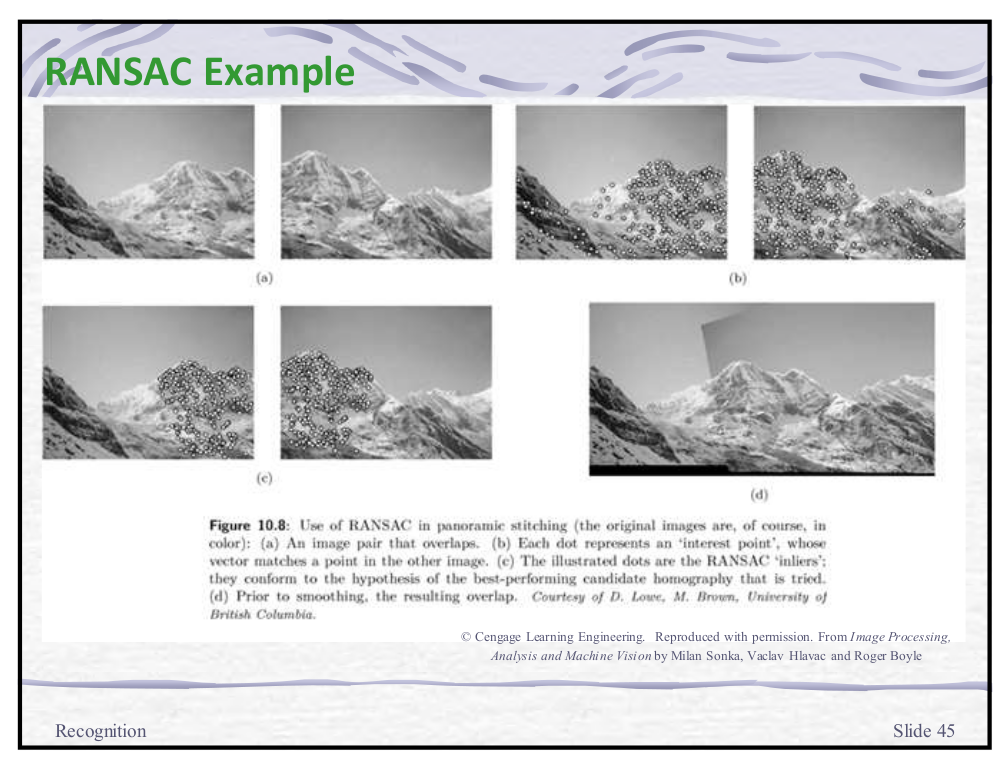 RANSAC Example
(a)
(b)
(c)
(d)
Figure 10.8: Use of RANSAC in panoramic stitching (the original images are, of course, in
color): (a) An image pair that overlaps. (b) Each dot represents an ‘interest point’, whose
vector matches a point in the other image. (c) The illustrated dots are the RANSAC ‘inliers’;
they conform to the hypothesis of the best-performing candidate homography that is tried.
(d) Prior to smoothing, the resulting overlap. Courtesy of D. Lowe, M. Brown, University of
British Columbia.
© Cengage Learning Engineering. Reproduced with permission. From Image Processing,
Analysis and Machine Vision by Milan Sonka, Vaclav Hlavac and Roger Boyle
Recognition
Slide 45